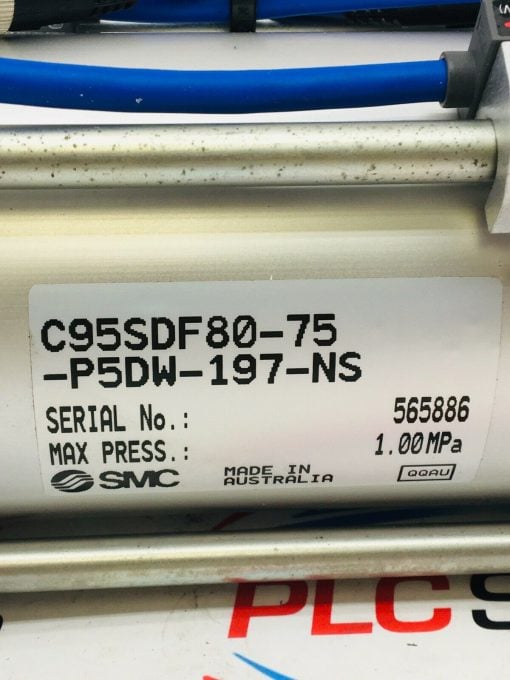 C95SDF80-75
-P5DW-197-NS
SERIAL No.: 565886
MAX PRESS.: 1.00MPa
SMC MADE IN AUSTRALIA QQAU
PLC